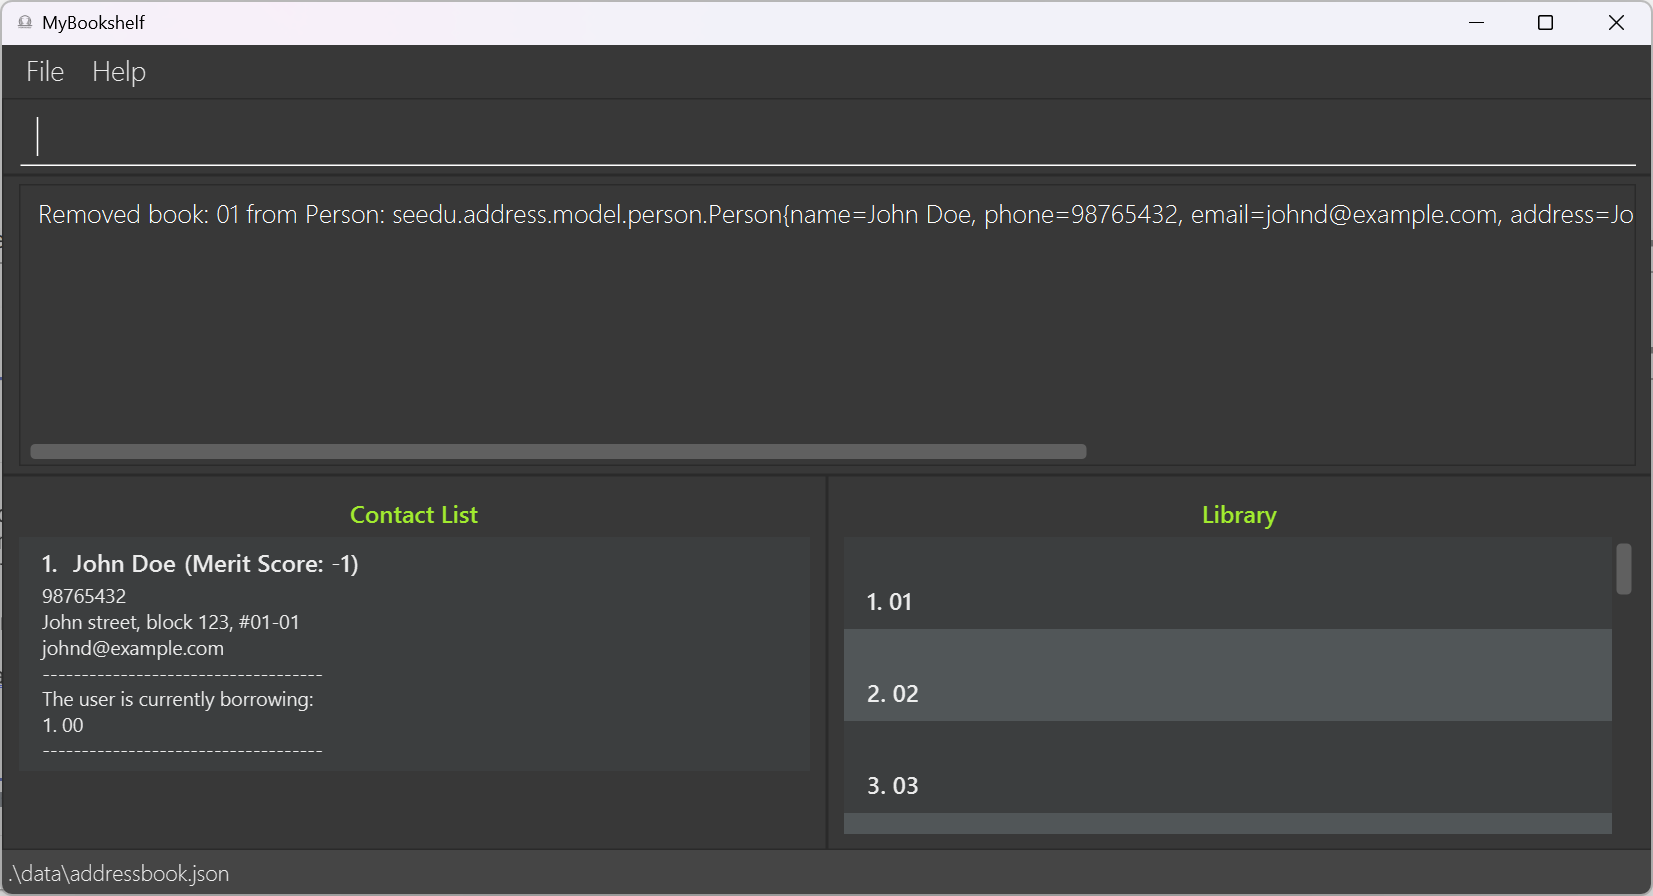 MyBookshelf
File Help
Removed book: 01 from Person: seedu.address.model.person.Person{name=John Doe, phone=98765432, email=johnd@example.com, address=Jo
Contact List
1. John Doe (Merit Score: -1)
98765432
John street, block 123, #01-01
johnd@example.com
------------------------------------
The user is currently borrowing:
1. 00
------------------------------------
Library
1. 01
2. 02
3. 03
.\data\addressbook.json